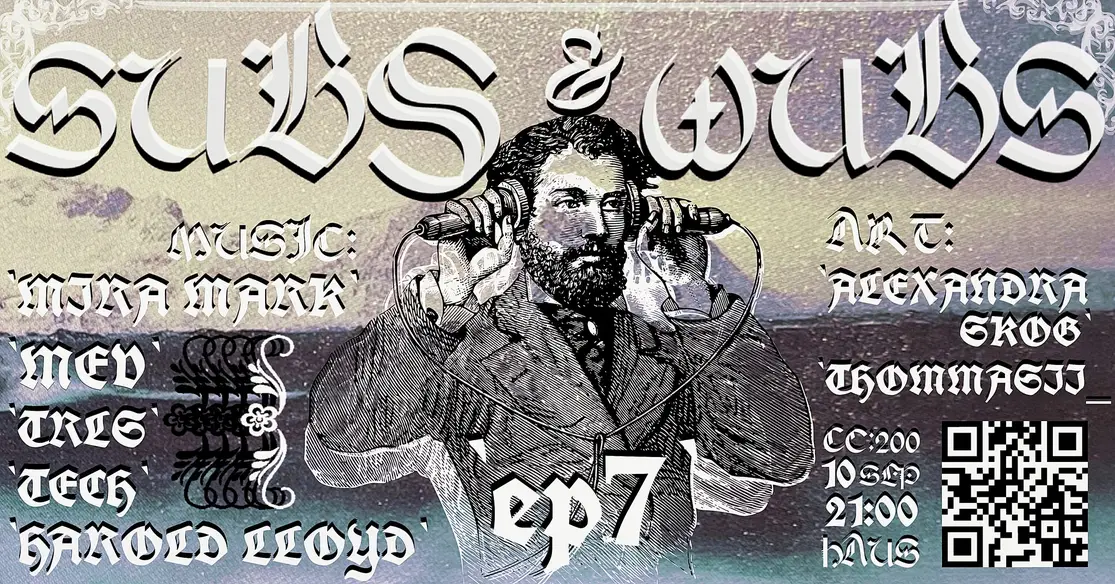 SUBS & WUBS
MUSIC:
`MIRA MARK`
`MEV`
`TRLS`
`TECH`
`HAROLD LLOYD`
ep7
ART:
`ALEXANDRA
SKOG`
`THOMMASII_
CC:200
10 SEP
21:00
hAUS